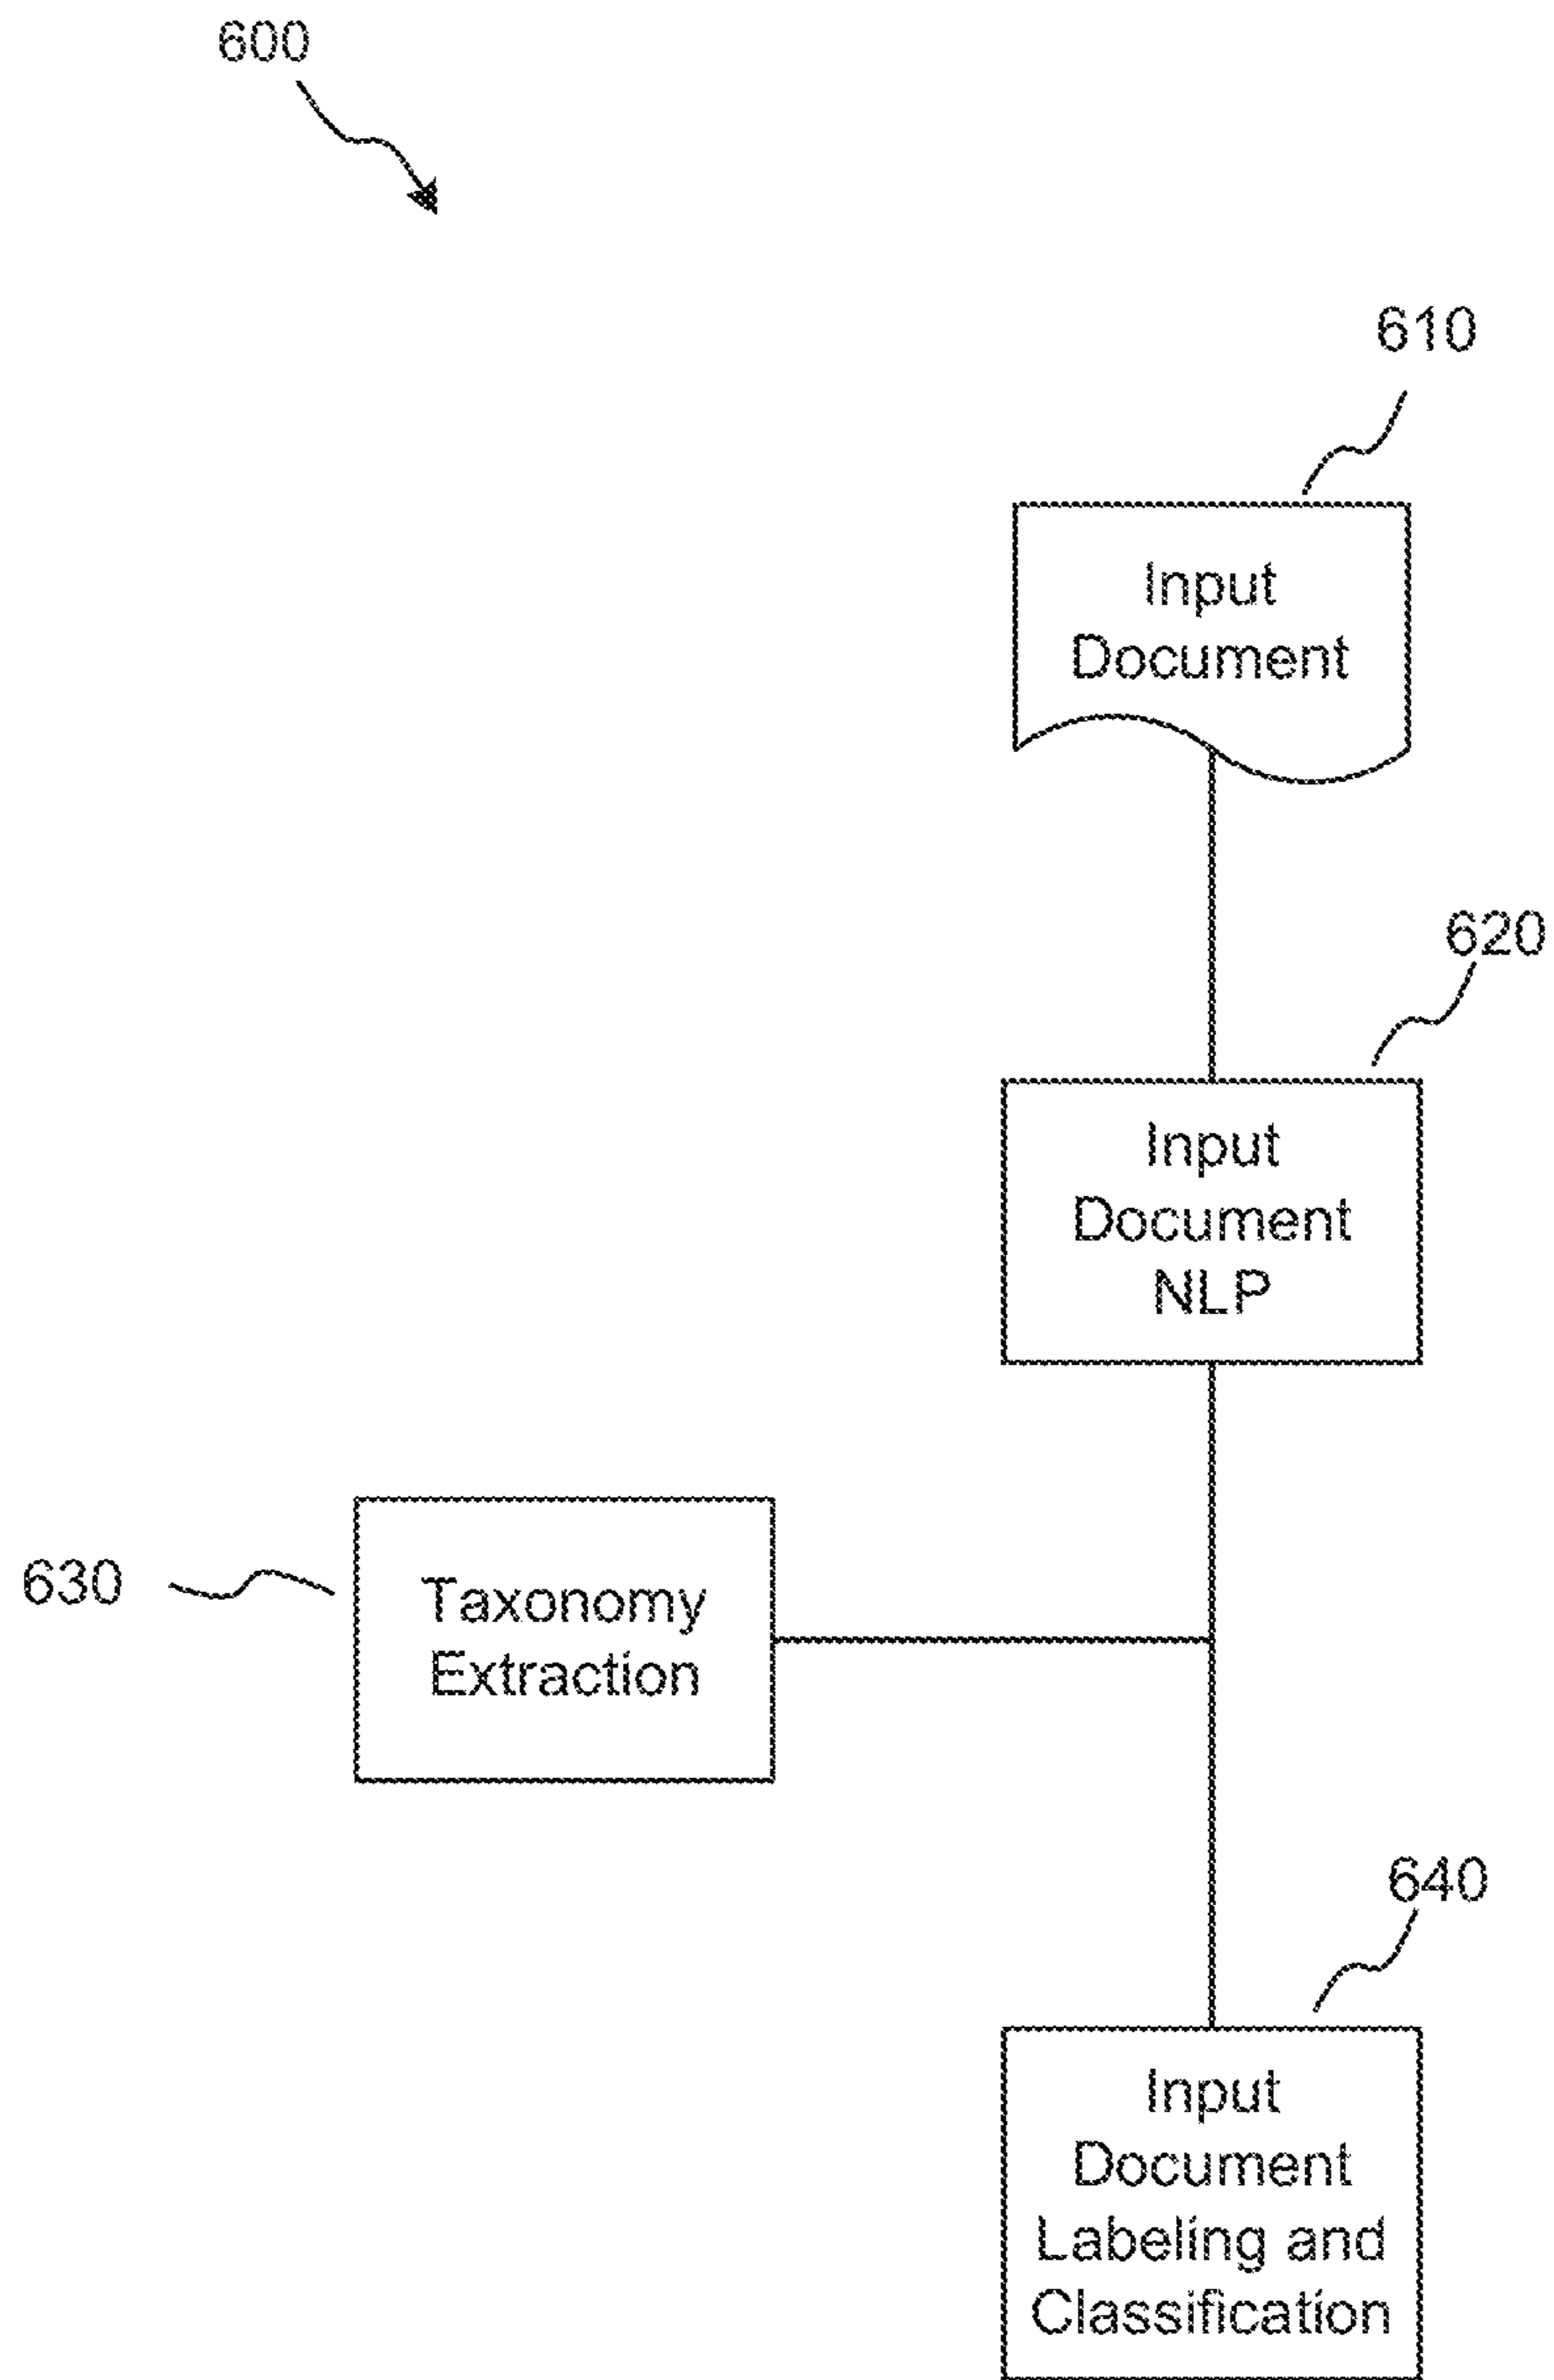 600
610
Input
Document
620
Input
Document
NLP
630
Taxonomy
Extraction
640
Input
Document
Labeling and
Classification